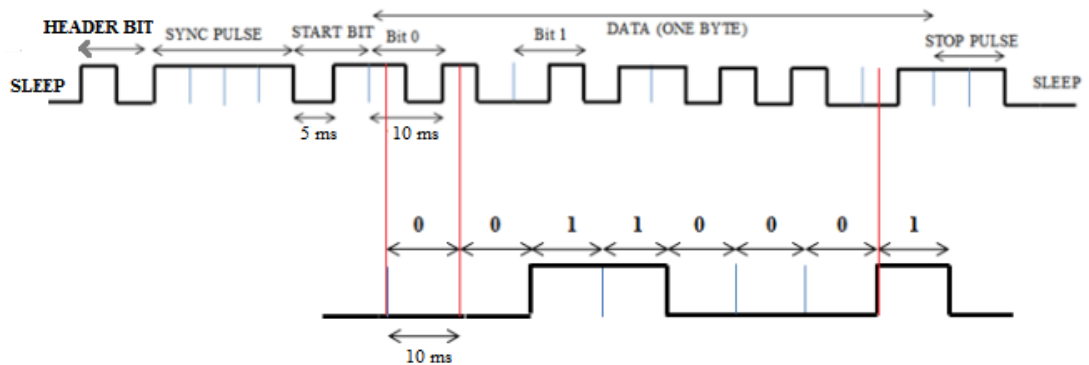 HEADER BIT
SYNC PULSE
START BIT
Bit 0
Bit 1
DATA (ONE BYTE)
STOP PULSE
SLEEP
SLEEP
5 ms
10 ms
0 0 1 1 0 0 0 1
10 ms